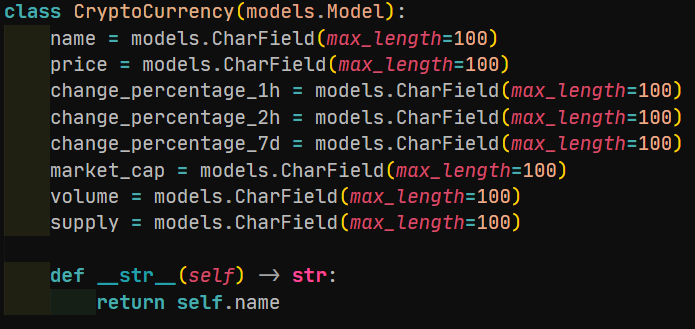 class CryptoCurrency(models.Model):
    name = models.CharField(max_length=100)
    price = models.CharField(max_length=100)
    change_percentage_1h = models.CharField(max_length=100)
    change_percentage_2h = models.CharField(max_length=100)
    change_percentage_7d = models.CharField(max_length=100)
    market_cap = models.CharField(max_length=100)
    volume = models.CharField(max_length=100)
    supply = models.CharField(max_length=100)

    def __str__(self) -> str:
        return self.name